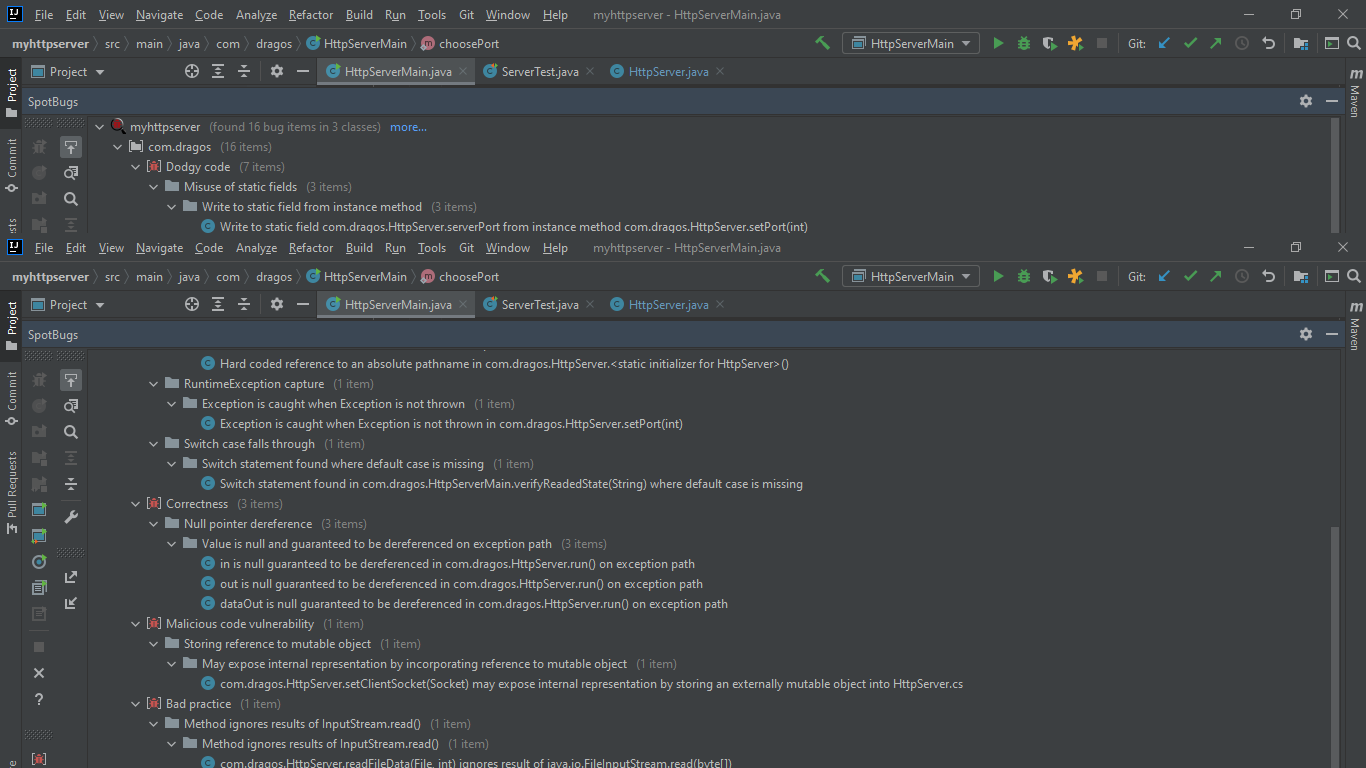 File Edit View Navigate Code Analyze Refactor Build Run Tools Git Window Help myhttpserver - HttpServerMain.java
myhttpserver src main java com dragos HttpServerMain choosePort HttpServerMain Git:
Project Project HttpServerMain.java ServerTest.java HttpServer.java Maven
SpotBugs
myhttpserver (found 16 bug items in 3 classes) more...
Commit com.dragos (16 items)
Dodgy code (7 items)
Misuse of static fields (3 items)
Write to static field from instance method (3 items)
Write to static field com.dragos.HttpServer.serverPort from instance method com.dragos.HttpServer.setPort(int)
File Edit View Navigate Code Analyze Refactor Build Run Tools Git Window Help myhttpserver - HttpServerMain.java
myhttpserver src main java com dragos HttpServerMain choosePort HttpServerMain Git:
Project Project HttpServerMain.java ServerTest.java HttpServer.java Maven
SpotBugs
Hard coded reference to an absolute pathname in com.dragos.HttpServer.<static initializer for HttpServer>()
Commit RuntimeException capture (1 item)
Exception is caught when Exception is not thrown (1 item)
Exception is caught when Exception is not thrown in com.dragos.HttpServer.setPort(int)
Switch case falls through (1 item)
Switch statement found where default case is missing (1 item)
Pull Requests Switch statement found in com.dragos.HttpServerMain.verifyReadedState(String) where default case is missing
Correctness (3 items)
Null pointer dereference (3 items)
Value is null and guaranteed to be dereferenced on exception path (3 items)
in is null guaranteed to be dereferenced in com.dragos.HttpServer.run() on exception path
out is null guaranteed to be dereferenced in com.dragos.HttpServer.run() on exception path
dataOut is null guaranteed to be dereferenced in com.dragos.HttpServer.run() on exception path
Malicious code vulnerability (1 item)
Storing reference to mutable object (1 item)
May expose internal representation by incorporating reference to mutable object (1 item)
com.dragos.HttpServer.setClientSocket(Socket) may expose internal representation by storing an externally mutable object into HttpServer.cs
Bad practice (1 item)
Method ignores results of InputStream.read() (1 item)
Method ignores results of InputStream.read() (1 item)
com.dragos.HttpServer.readFileData(File, int) ignores result of java.io.FileInputStream.read(byte[])